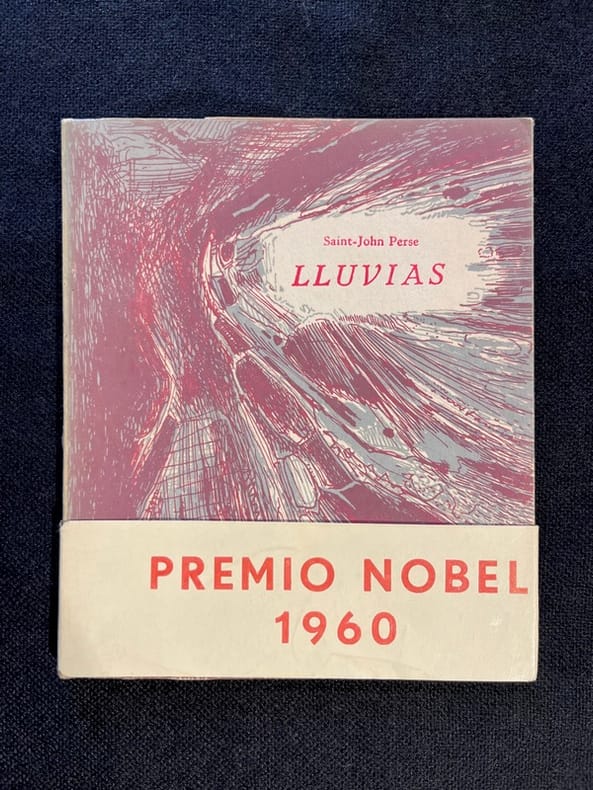 Saint-John Perse
LLUVIAS
PREMIO NOBEL
1960